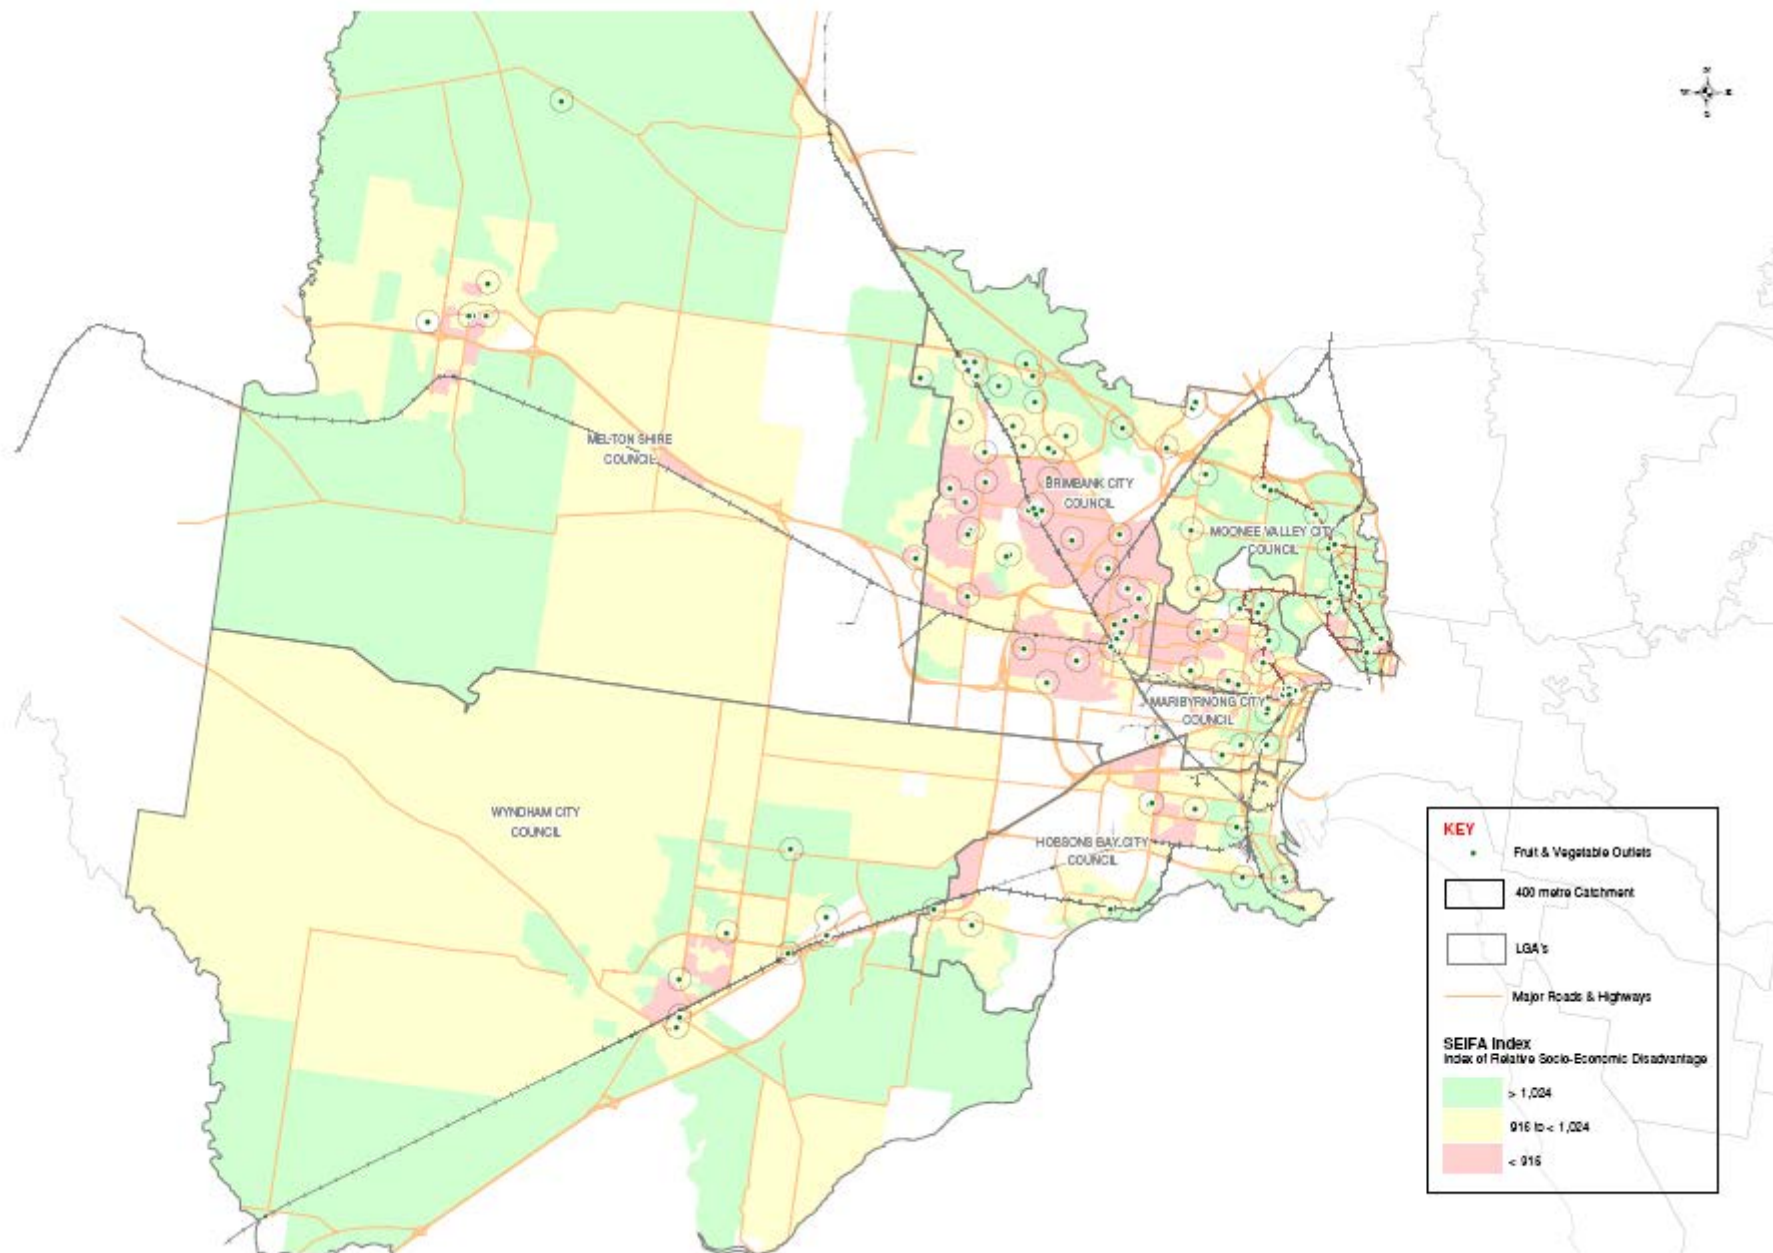 N
W E
S
MELTON SHIRE
COUNCIL
BRIMBANK CITY
COUNCIL
MOONEE VALLEY CITY
COUNCIL
MARIBYRNONG CITY
COUNCIL
WYNDHAM CITY
COUNCIL
HOBSONS BAY CITY
COUNCIL
KEY
Fruit & Vegetable Outlets
400 metre Catchment
LGA's
Major Roads & Highways
SEIFA Index
Index of Relative Socio-Economic Disadvantage
> 1,024
916 to < 1,024
< 916